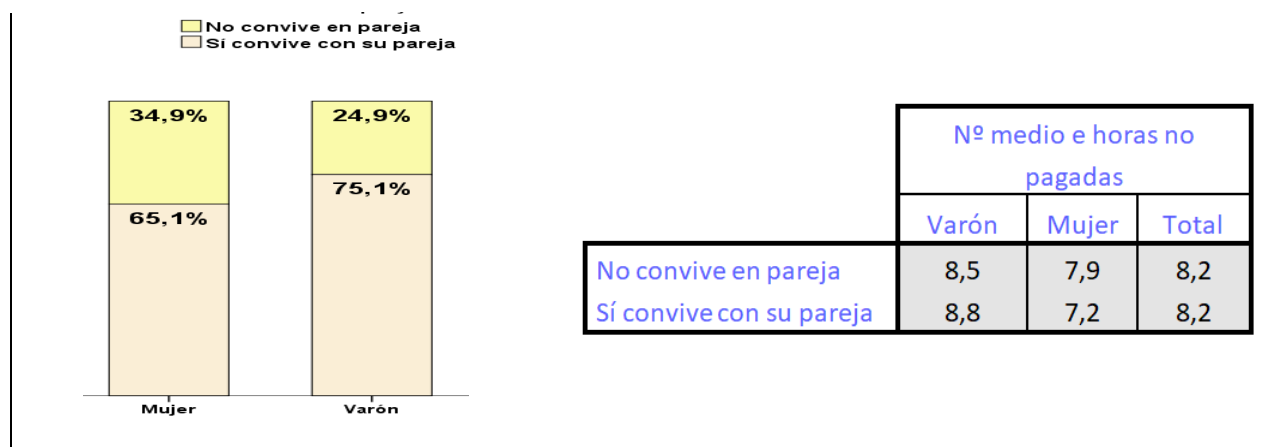 No convive en pareja
Sí convive con su pareja
34,9%
24,9%
75,1%
65,1%
Mujer
Varón
Nº medio e horas no
pagadas
Varón Mujer Total
No convive en pareja 8,5 7,9 8,2
Sí convive con su pareja 8,8 7,2 8,2